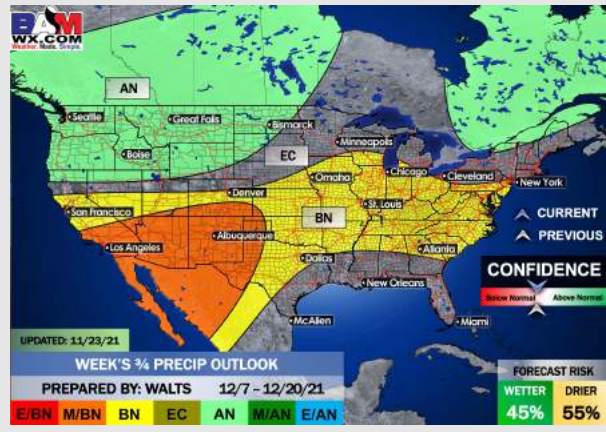 BAM
WX.COM
Weather. Made. Simple.
AN
Seattle
Great Falls
Bismarck
Minneapolis
Boise
EC
Chicago
Cleveland
New York
Omaha
Denver
San Francisco
St. Louis
BN
Los Angeles
Albuquerque
Atlanta
Dallas
New Orleans
McAllen
Miami
CURRENT
PREVIOUS
CONFIDENCE
Below Normal
Above Normal
UPDATED: 11/23/21
WEEK'S ¾ PRECIP OUTLOOK
PREPARED BY: WALTS 12/7 – 12/20/21
E/BN M/BN BN EC AN M/AN E/AN
FORECAST RISK
WETTER DRIER
45% 55%